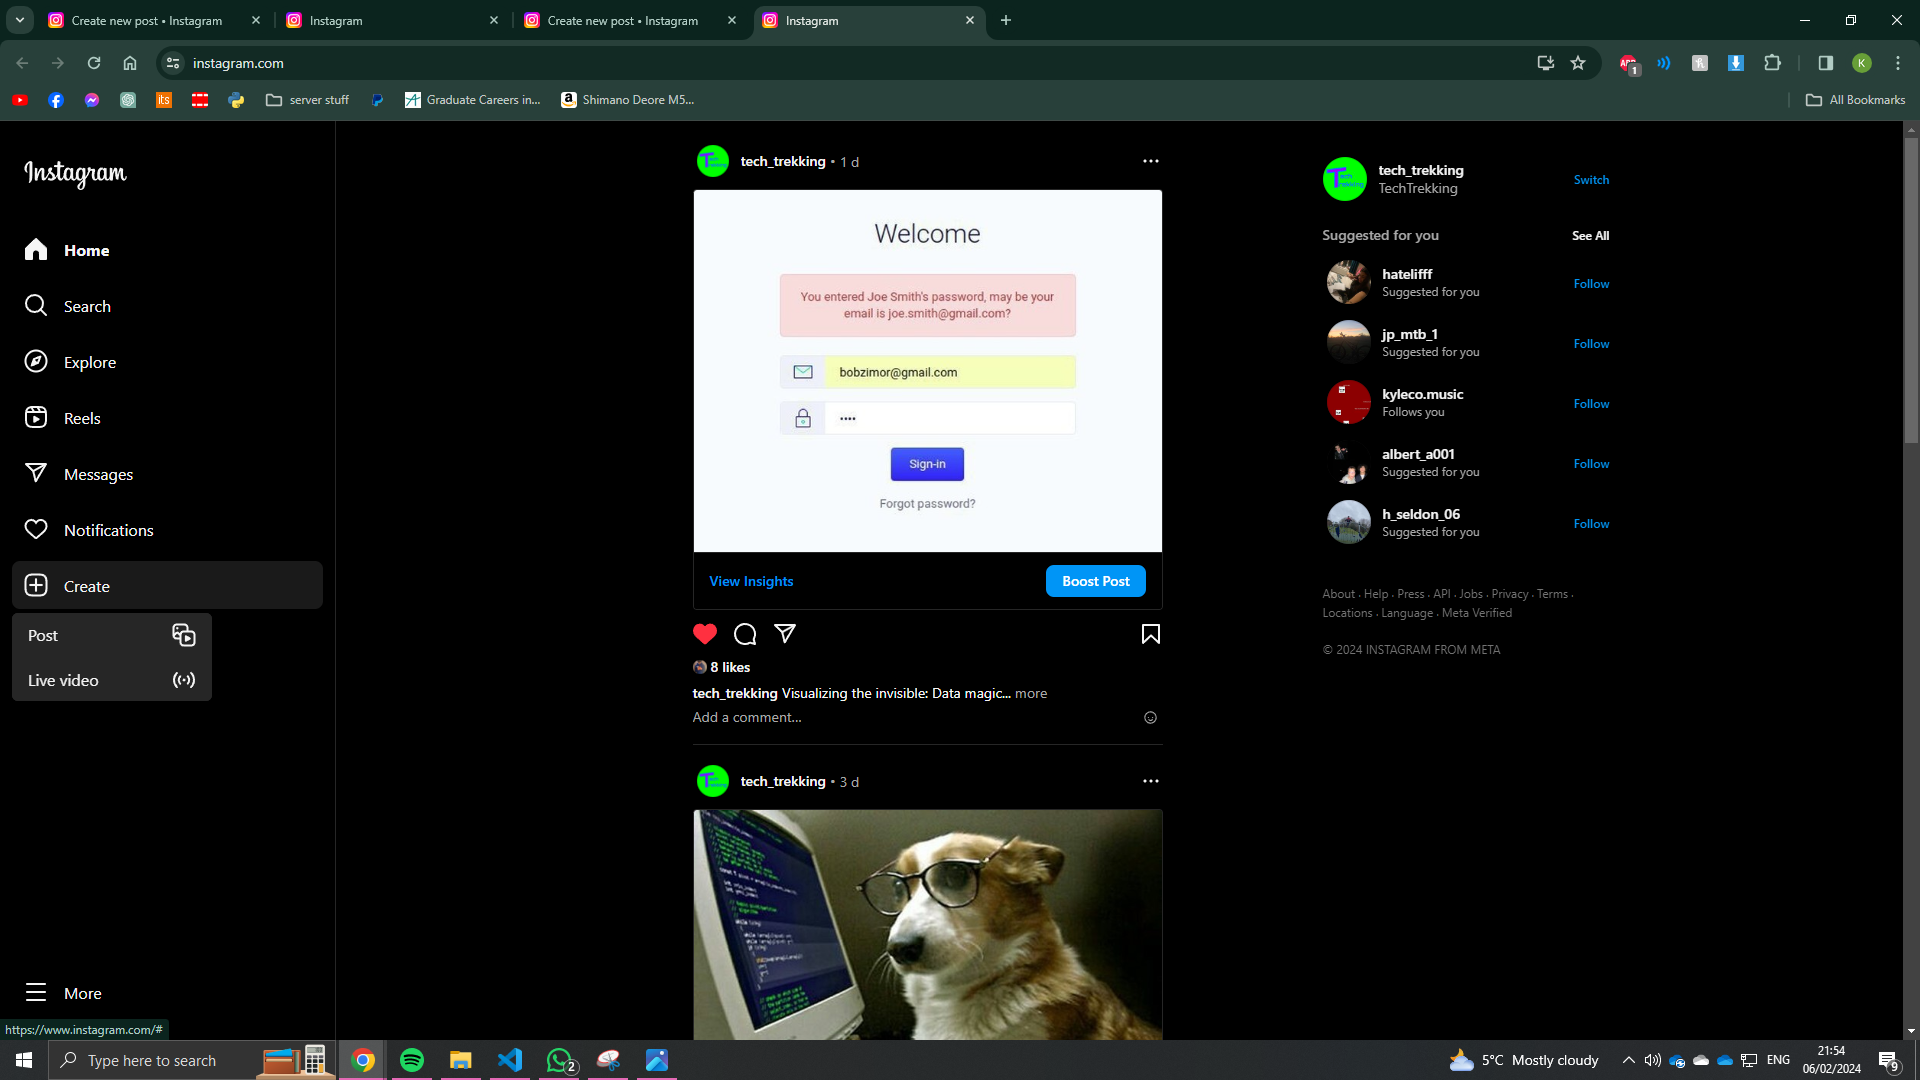 Create new post • Instagram
Instagram
Create new post • Instagram
Instagram
instagram.com
1
K
its
server stuff
Graduate Careers in...
Shimano Deore M5...
All Bookmarks
Instagram
Home
Search
Explore
Reels
Messages
Notifications
Create
Post
Live video
More
https://www.instagram.com/#
tech_trekking • 1 d
Welcome
You entered Joe Smith's password, may be your
email is joe.smith@gmail.com?
bobzimor@gmail.com
••••
Sign-in
Forgot password?
View Insights
Boost Post
8 likes
tech_trekking Visualizing the invisible: Data magic... more
Add a comment...
tech_trekking • 3 d
tech_trekking
TechTrekking
Switch
Suggested for you
See All
hatelifff
Suggested for you
Follow
jp_mtb_1
Suggested for you
Follow
kyleco.music
Follows you
Follow
albert_a001
Suggested for you
Follow
h_seldon_06
Suggested for you
Follow
About · Help · Press · API · Jobs · Privacy · Terms ·
Locations · Language · Meta Verified
© 2024 INSTAGRAM FROM META
Type here to search
2
5°C Mostly cloudy
ENG
21:54
06/02/2024
9